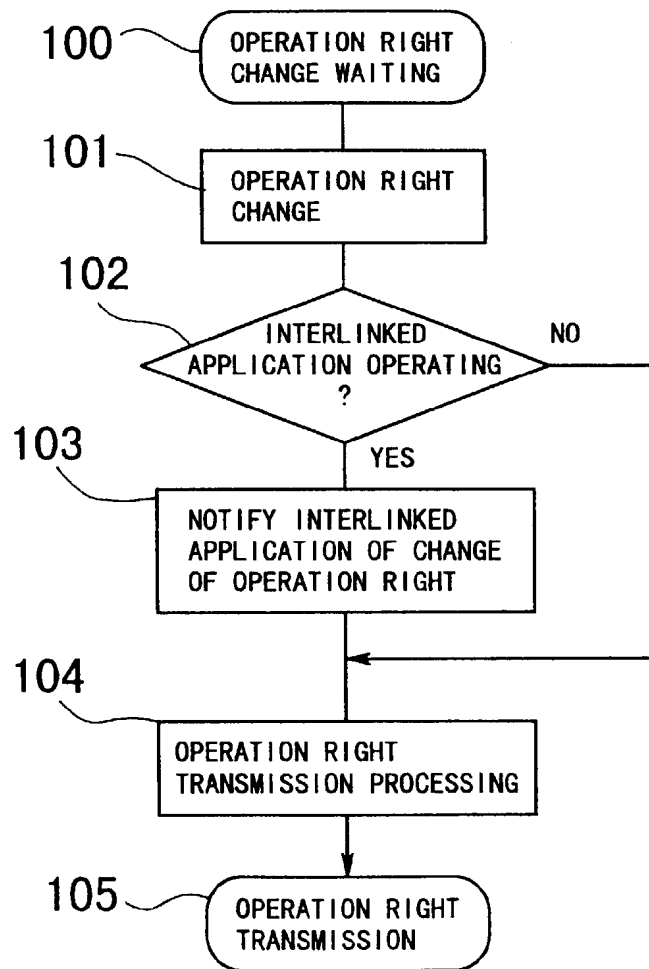 100
OPERATION RIGHT
CHANGE WAITING
101
OPERATION RIGHT
CHANGE
102
INTERLINKED
APPLICATION OPERATING
?
NO
YES
103
NOTIFY INTERLINKED
APPLICATION OF CHANGE
OF OPERATION RIGHT
104
OPERATION RIGHT
TRANSMISSION PROCESSING
105
OPERATION RIGHT
TRANSMISSION